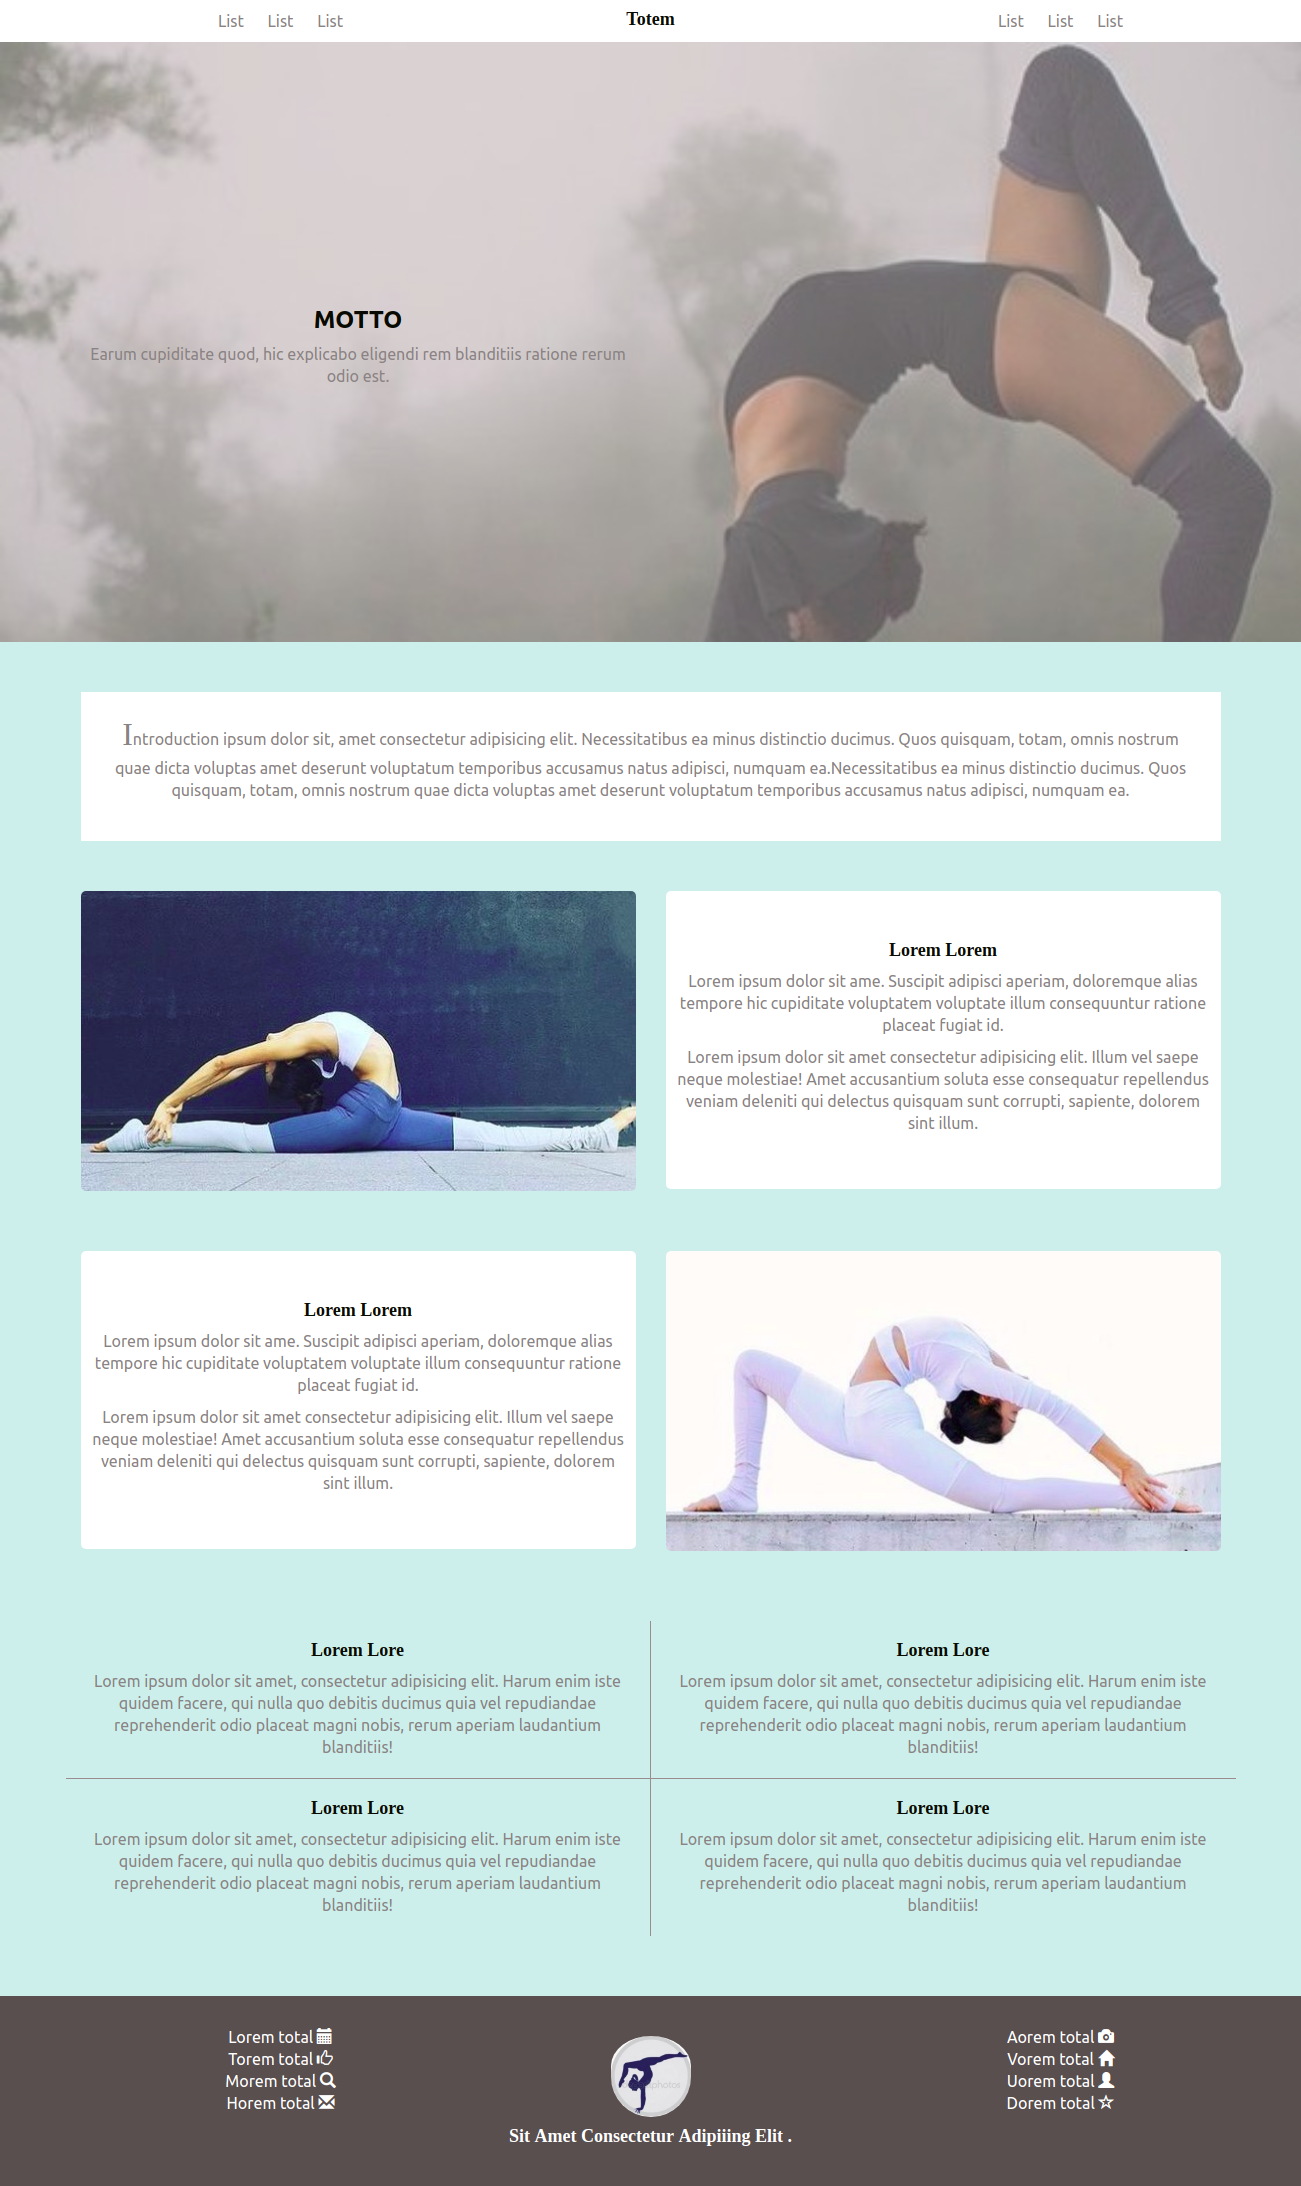 List List List Totem List List List
MOTTO
Earum cupiditate quod, hic explicabo eligendi rem blanditiis ratione rerum
odio est.
Introduction ipsum dolor sit, amet consectetur adipisicing elit. Necessitatibus ea minus distinctio ducimus. Quos quisquam, totam, omnis nostrum
quae dicta voluptas amet deserunt voluptatum temporibus accusamus natus adipisci, numquam ea.Necessitatibus ea minus distinctio ducimus. Quos
quisquam, totam, omnis nostrum quae dicta voluptas amet deserunt voluptatum temporibus accusamus natus adipisci, numquam ea.
Lorem Lorem
Lorem ipsum dolor sit ame. Suscipit adipisci aperiam, doloremque alias
tempore hic cupiditate voluptatem voluptate illum consequuntur ratione
placeat fugiat id.
Lorem ipsum dolor sit amet consectetur adipisicing elit. Illum vel saepe
neque molestiae! Amet accusantium soluta esse consequatur repellendus
veniam deleniti qui delectus quisquam sunt corrupti, sapiente, dolorem
sint illum.
Lorem Lorem
Lorem ipsum dolor sit ame. Suscipit adipisci aperiam, doloremque alias
tempore hic cupiditate voluptatem voluptate illum consequuntur ratione
placeat fugiat id.
Lorem ipsum dolor sit amet consectetur adipisicing elit. Illum vel saepe
neque molestiae! Amet accusantium soluta esse consequatur repellendus
veniam deleniti qui delectus quisquam sunt corrupti, sapiente, dolorem
sint illum.
Lorem Lore
Lorem ipsum dolor sit amet, consectetur adipisicing elit. Harum enim iste
quidem facere, qui nulla quo debitis ducimus quia vel repudiandae
reprehenderit odio placeat magni nobis, rerum aperiam laudantium
blanditiis!
Lorem Lore
Lorem ipsum dolor sit amet, consectetur adipisicing elit. Harum enim iste
quidem facere, qui nulla quo debitis ducimus quia vel repudiandae
reprehenderit odio placeat magni nobis, rerum aperiam laudantium
blanditiis!
Lorem Lore
Lorem ipsum dolor sit amet, consectetur adipisicing elit. Harum enim iste
quidem facere, qui nulla quo debitis ducimus quia vel repudiandae
reprehenderit odio placeat magni nobis, rerum aperiam laudantium
blanditiis!
Lorem Lore
Lorem ipsum dolor sit amet, consectetur adipisicing elit. Harum enim iste
quidem facere, qui nulla quo debitis ducimus quia vel repudiandae
reprehenderit odio placeat magni nobis, rerum aperiam laudantium
blanditiis!
Lorem total
Torem total
Morem total
Horem total
Sit Amet Consectetur Adipiiing Elit .
Aorem total
Vorem total
Uorem total
Dorem total